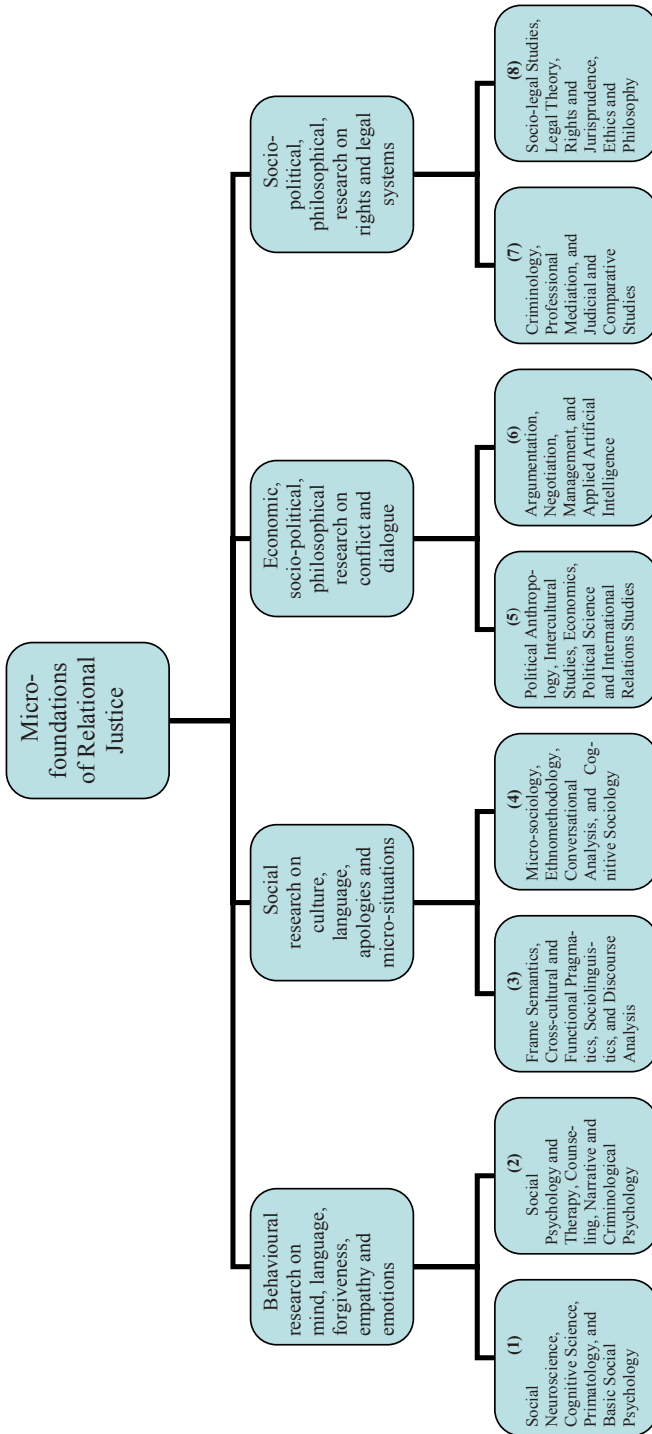 Micro-
foundations
of Relational
Justice
Behavioural
research on
mind, language,
forgiveness,
empathy and
emotions
Social
research on
culture,
language,
apologies and
micro-situations
Economic,
socio-political,
philosophical
research on
conflict and
dialogue
Socio-
political,
philosophical,
research on
rights and legal
systems
(1)
Social
Neuroscience,
Cognitive Science,
Primatology, and
Basic Social
Psychology
(2)
Social
Psychology and
Therapy, Counse-
ling, Narrative and
Criminological
Psychology
(3)
Frame Semantics,
Cross-cultural and
Functional Pragma-
tics, Sociolinguis-
tics, and Discourse
Analysis
(4)
Micro-sociology,
Ethnomethodology,
Conversational
Analysis, and Cog-
nitive Sociology
(5)
Political Anthropo-
logy, Intercultural
Studies, Economics,
Political Science
and International
Relations Studies
(6)
Argumentation,
Negotiation,
Management, and
Applied Artificial
Intelligence
(7)
Criminology,
Professional
Mediation, and
Judicial and
Comparative
Studies
(8)
Socio-legal Studies,
Legal Theory,
Rights and
Jurisprudence,
Ethics and
Philosophy